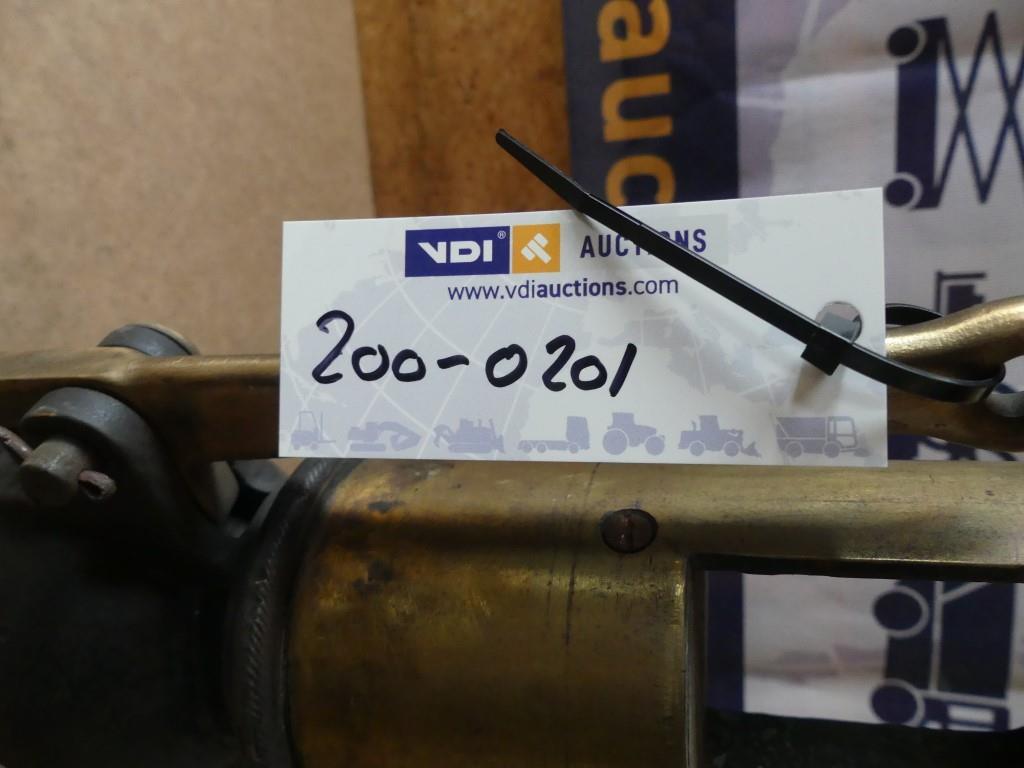 auc
VDI® AUCTIONS
www.vdiauctions.com
200-0201